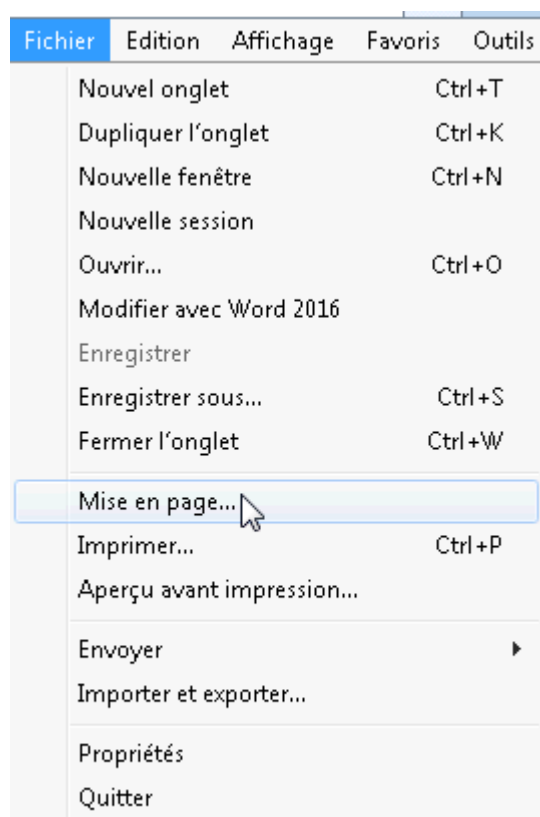 Fichier Edition Affichage Favoris Outils
Nouvel onglet Ctrl+T
Dupliquer l'onglet Ctrl+K
Nouvelle fenêtre Ctrl+N
Nouvelle session
Ouvrir... Ctrl+O
Modifier avec Word 2016
Enregistrer
Enregistrer sous... Ctrl+S
Fermer l'onglet Ctrl+W
Mise en page...
Imprimer... Ctrl+P
Aperçu avant impression...
Envoyer
Importer et exporter...
Propriétés
Quitter